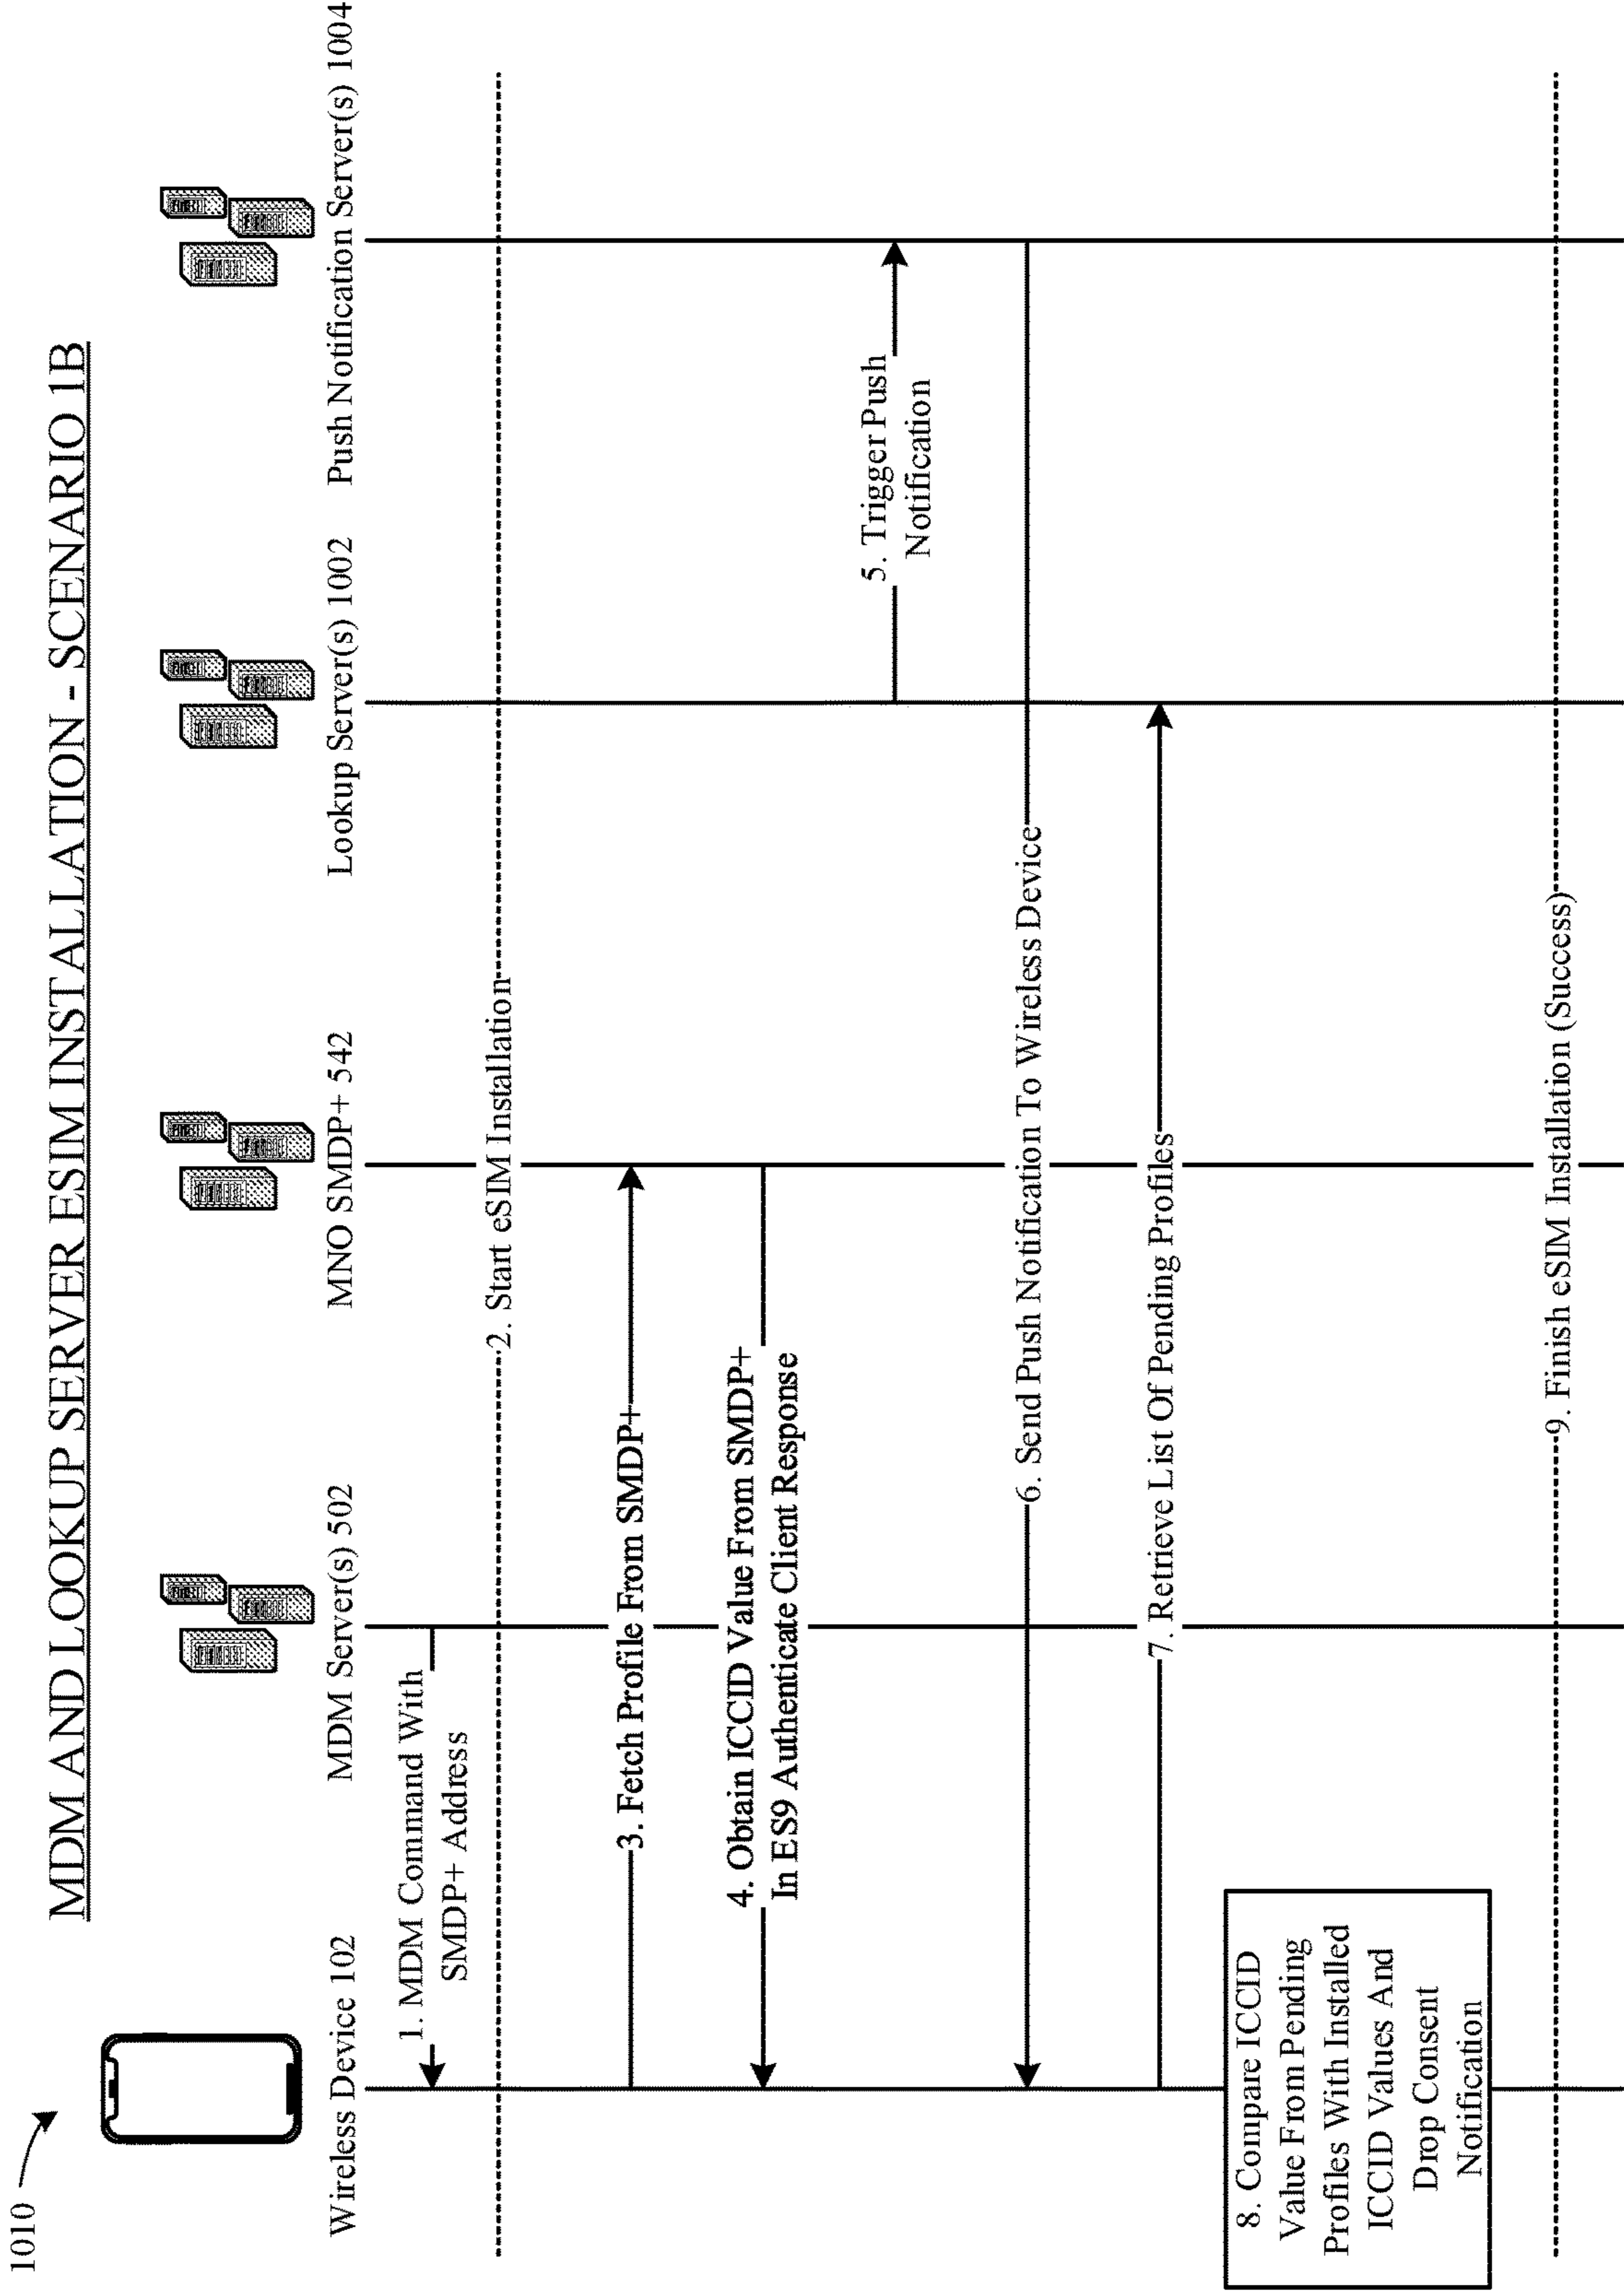 1010
MDM AND LOOKUP SERVER ESIM INSTALLATION - SCENARIO 1B
Wireless Device 102
MDM Server(s) 502
MNO SMDP+ 542
Lookup Server(s) 1002
Push Notification Server(s) 1004
1. MDM Command With
SMDP+ Address
2. Start eSIM Installation
3. Fetch Profile From SMDP+
4. Obtain ICCID Value From SMDP+
In ES9 Authenticate Client Response
5. Trigger Push
Notification
6. Send Push Notification To Wireless Device
7. Retrieve List Of Pending Profiles
8. Compare ICCID
Value From Pending
Profiles With Installed
ICCID Values And
Drop Consent
Notification
9. Finish eSIM Installation (Success)